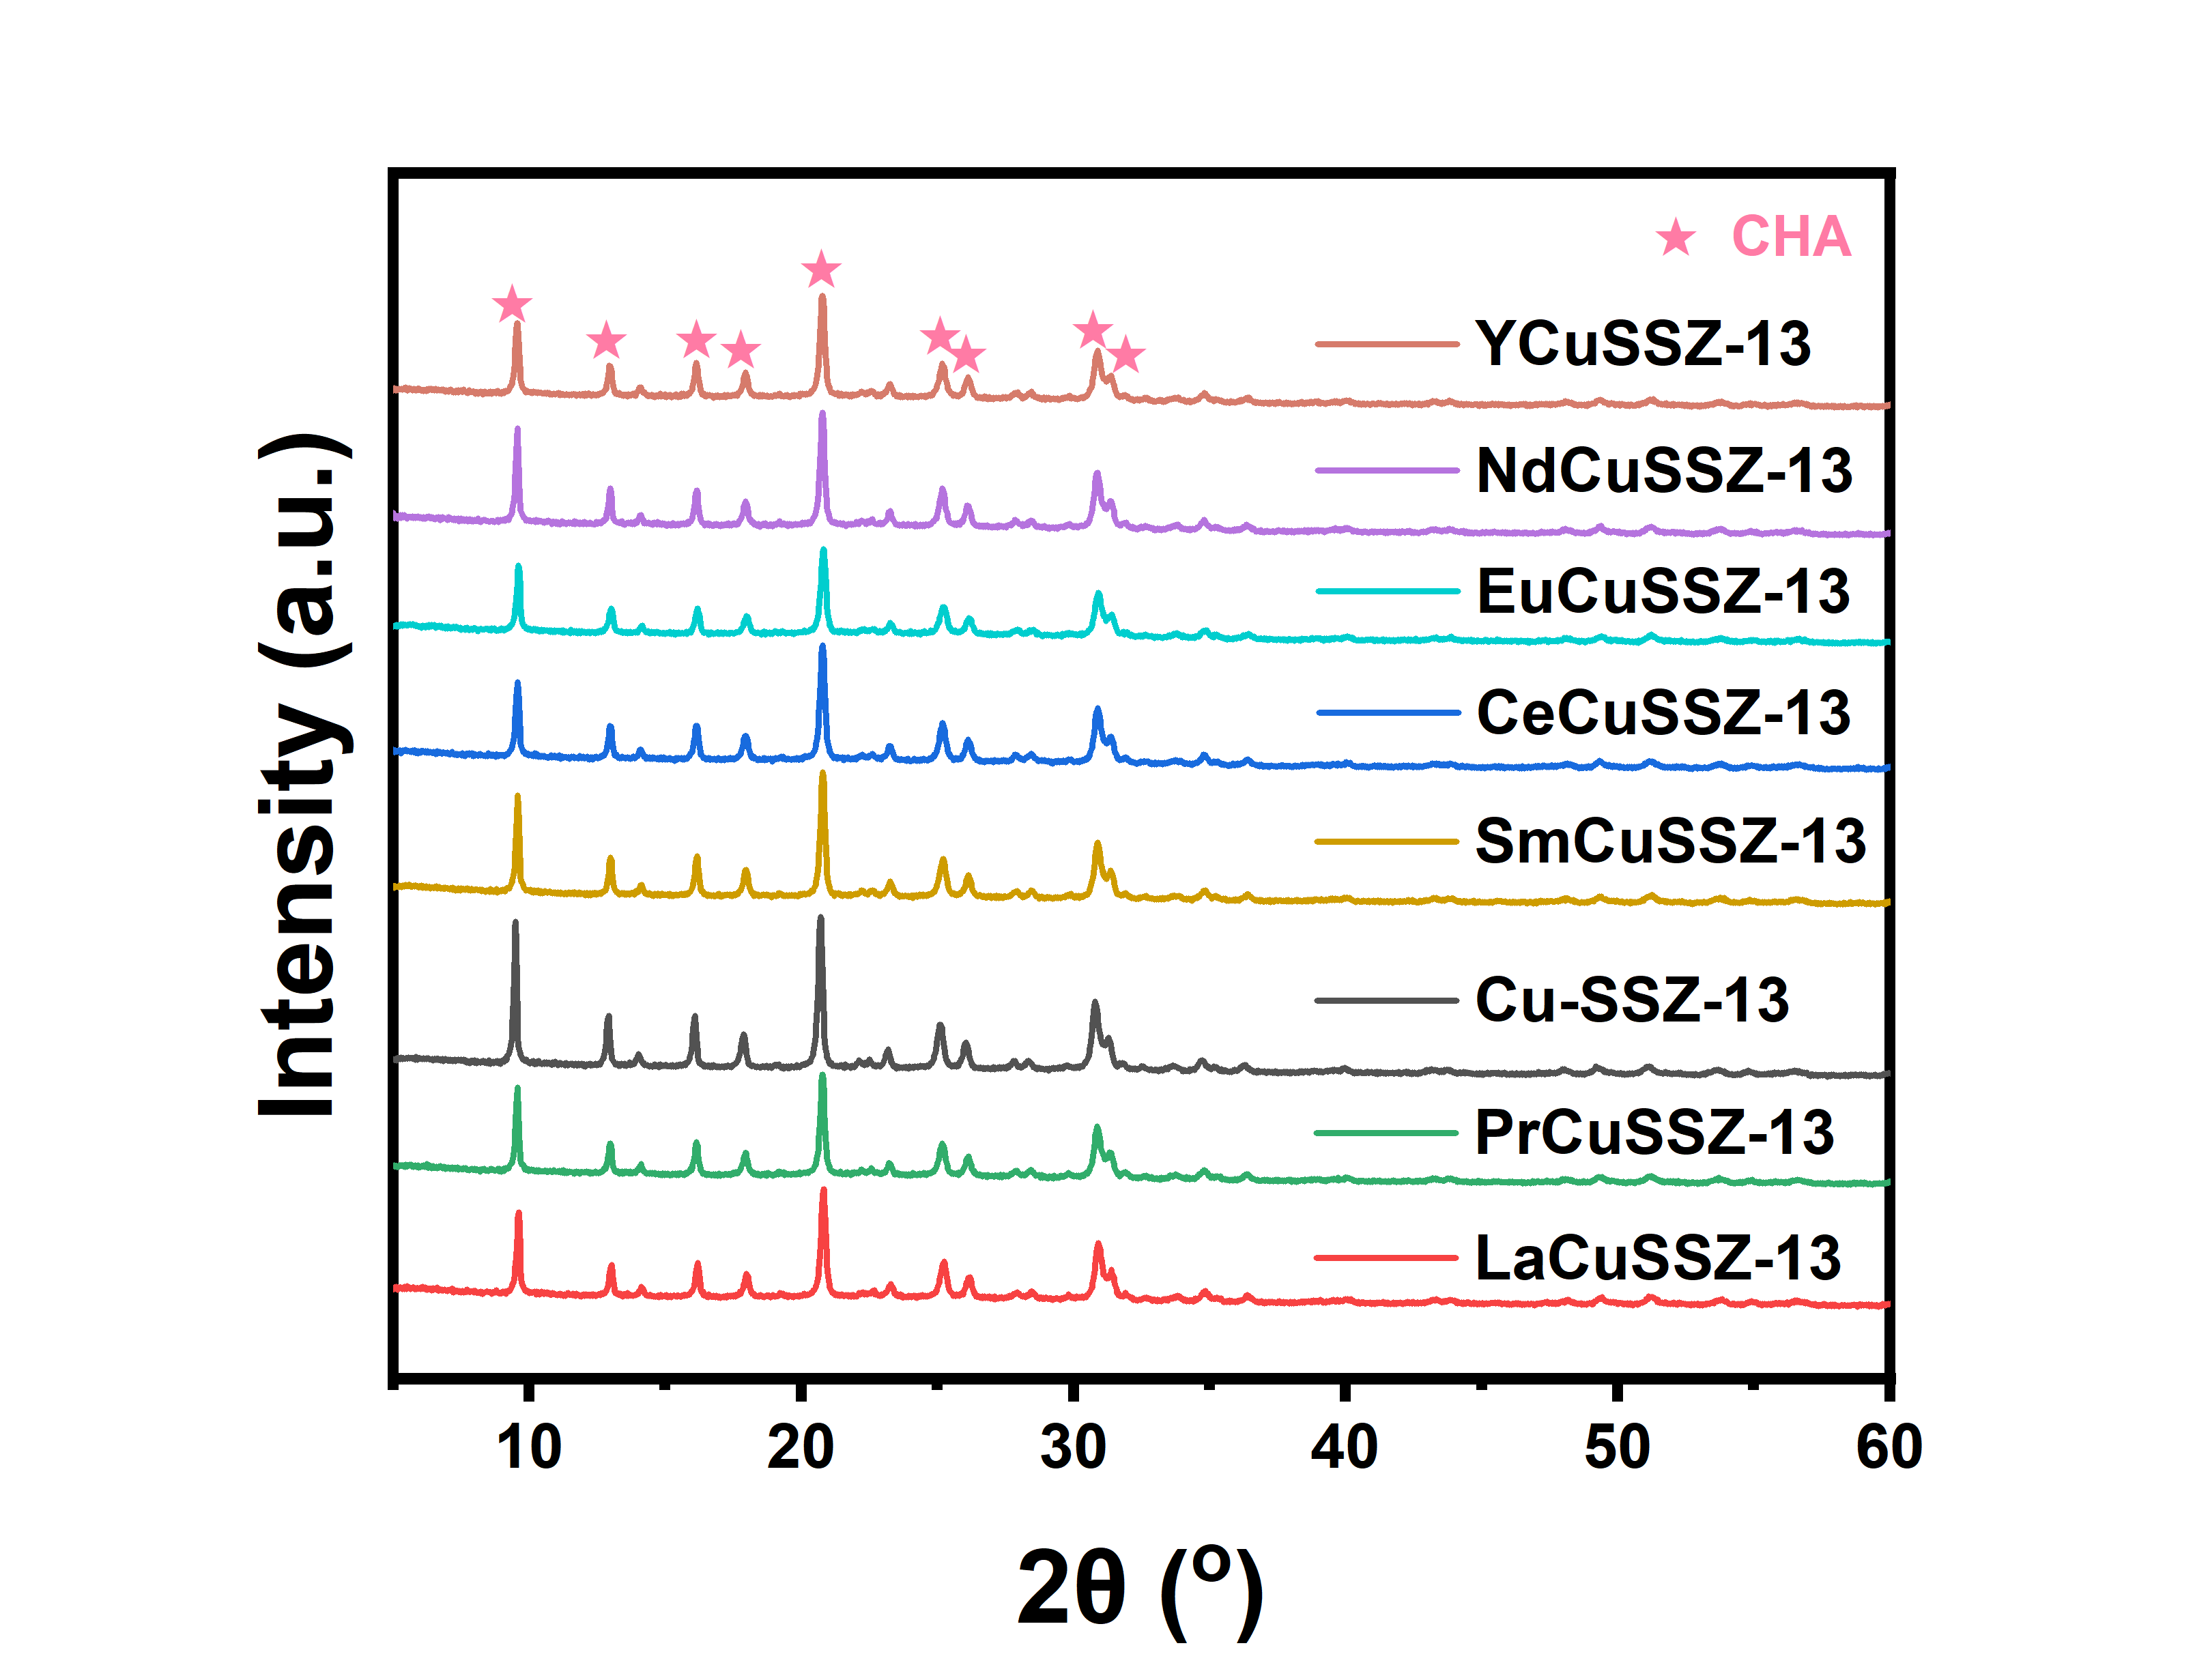 ★ CHA
YCuSSZ-13
NdCuSSZ-13
EuCuSSZ-13
CeCuSSZ-13
SmCuSSZ-13
Cu-SSZ-13
PrCuSSZ-13
LaCuSSZ-13
Intensity (a.u.)
10 20 30 40 50 60
2θ (°)